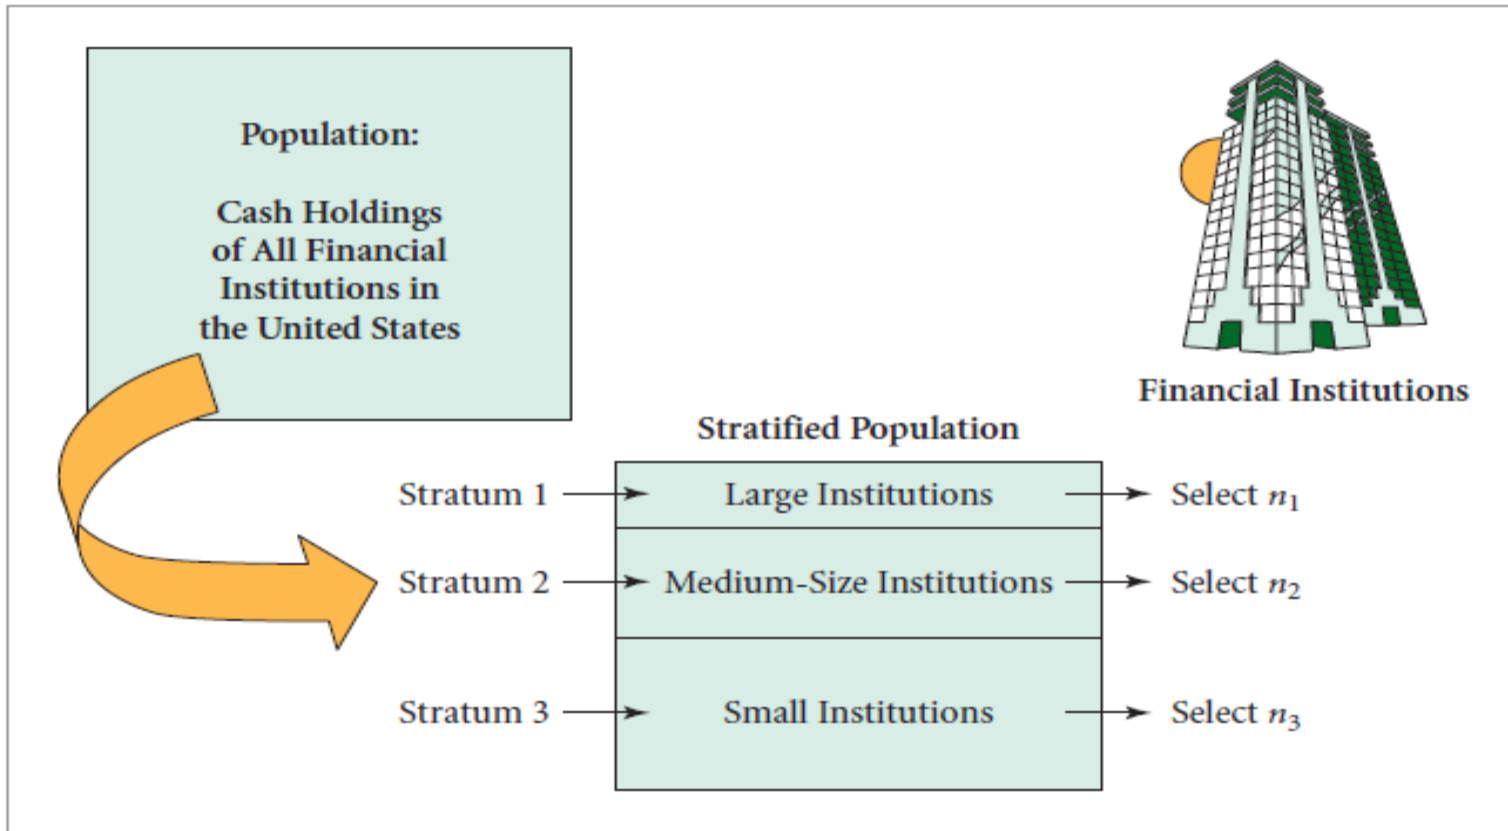 Population:
Cash Holdings
of All Financial
Institutions in
the United States
Financial Institutions
Stratified Population
Stratum 1 Large Institutions Select n₁
Stratum 2 Medium-Size Institutions Select n₂
Stratum 3 Small Institutions Select n₃